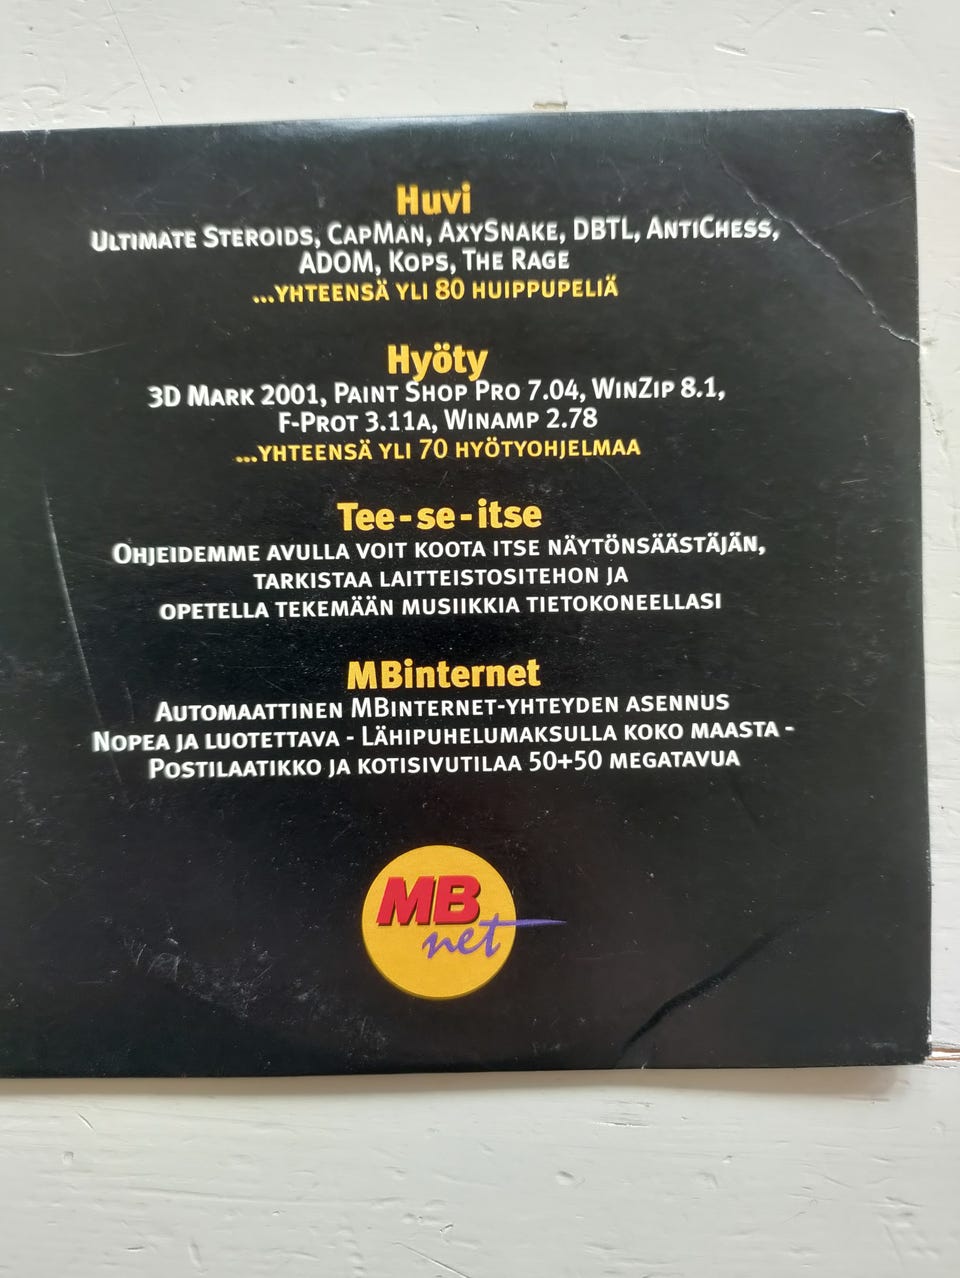 Huvi
Ultimate Steroids, CapMan, AxySnake, DBTL, AntiChess,
ADOM, Kops, The Rage
...yhteensä yli 80 huippupeliä
Hyöty
3D Mark 2001, Paint Shop Pro 7.04, WinZip 8.1,
F-Prot 3.11a, Winamp 2.78
...yhteensä yli 70 hyötyohjelmaa
Tee-se-itse
Ohjeidemme avulla voit koota itse näytönsäästäjän,
tarkistaa laitteistositehon ja
opetella tekemään musiikkia tietokoneellasi
MBinternet
Automaattinen MBinternet-yhteyden asennus
Nopea ja luotettava - Lähipuhelumaksulla koko maasta -
Postilaatikko ja kotisivutilaa 50+50 megatavua
MB
net